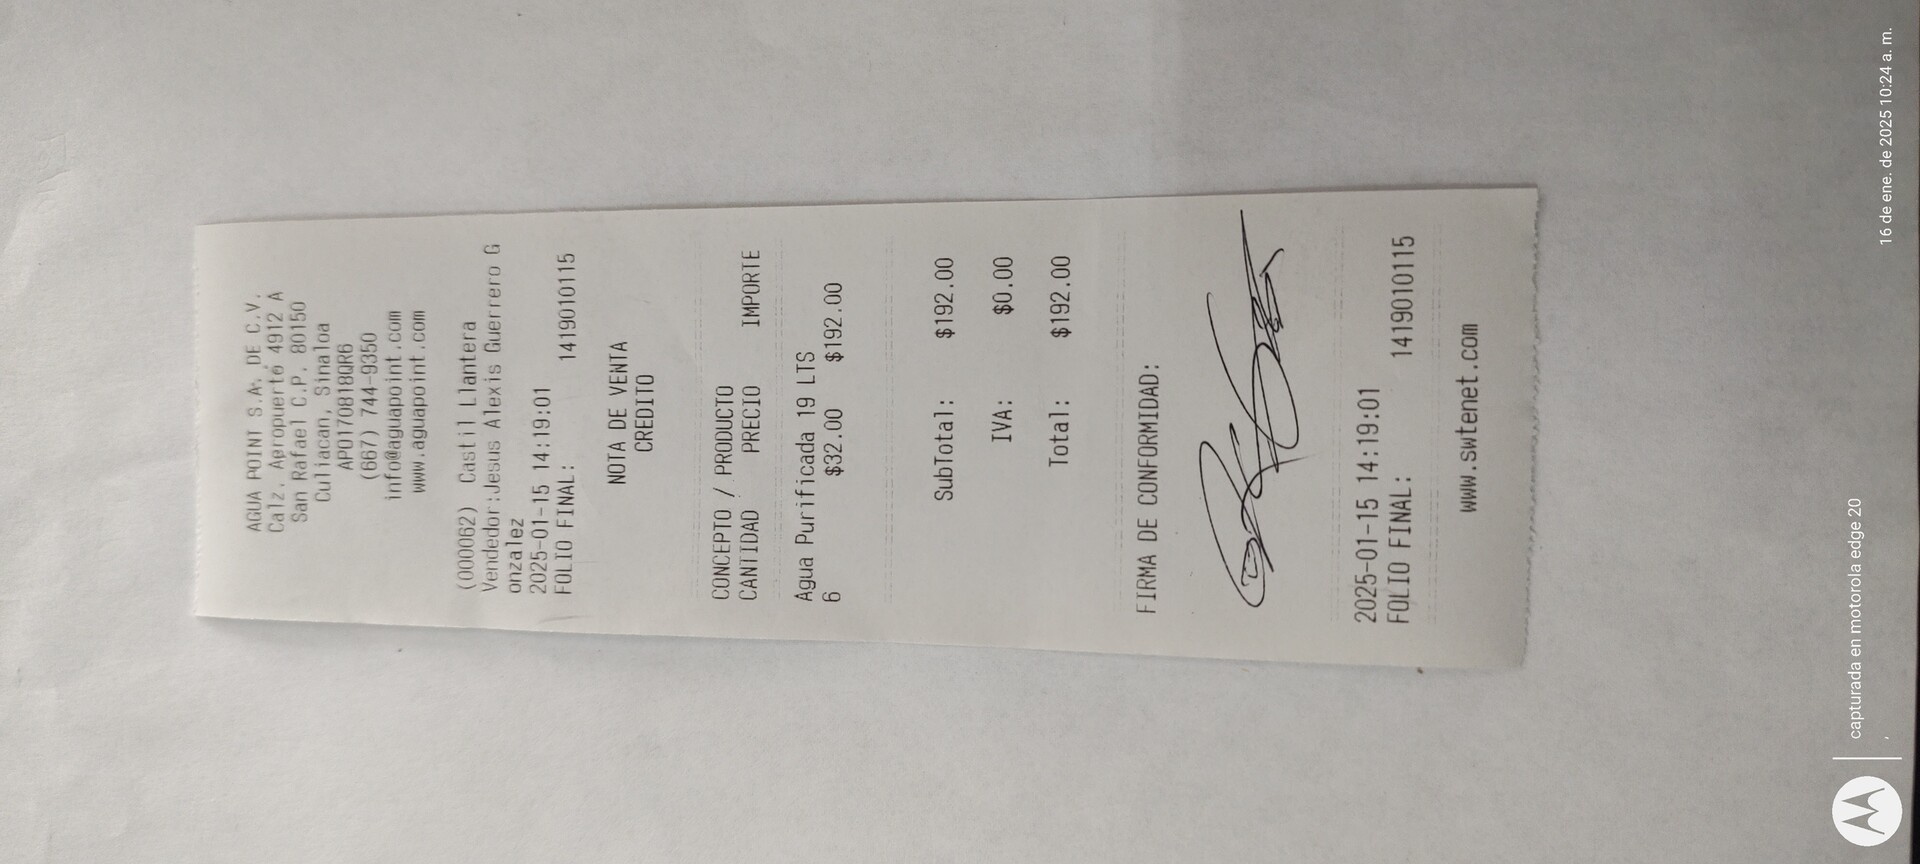 AGUA POINT S.A. DE C.V.
Calz. Aeropuerto 4912 A
San Rafael C.P. 80150
Culiacan, Sinaloa
APO170818QR6
(667) 744-9350
info@aguapoint.com
www.aguapoint.com
(000062) Castil Llantera
Vendedor:Jesus Alexis Guerrero G
onzalez
2025-01-15 14:19:01
FOLIO FINAL: 1419010115
NOTA DE VENTA
CREDITO
CONCEPTO / PRODUCTO
CANTIDAD PRECIO IMPORTE
Agua Purificada 19 LTS
6 $32.00 $192.00
SubTotal: $192.00
IVA: $0.00
Total: $192.00
FIRMA DE CONFORMIDAD:
2025-01-15 14:19:01
FOLIO FINAL: 1419010115
www.swtenet.com
capturada en motorola edge 20
16 de ene. de 2025 10:24 a. m.